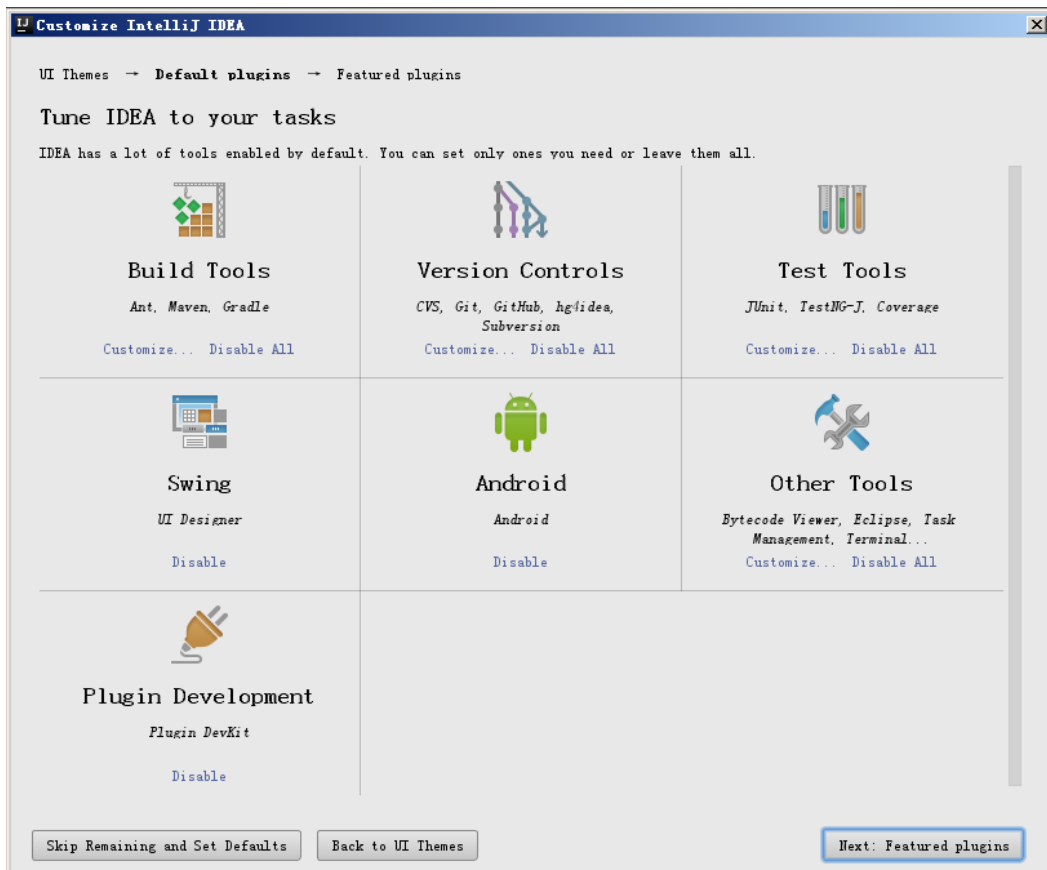 IJ Customize IntelliJ IDEA
UI Themes → Default plugins → Featured plugins
Tune IDEA to your tasks
IDEA has a lot of tools enabled by default. You can set only ones you need or leave them all.
Build Tools
Ant, Maven, Gradle
Customize... Disable All
Version Controls
CVS, Git, GitHub, hg4idea,
Subversion
Customize... Disable All
Test Tools
JUnit, TestNG-J, Coverage
Customize... Disable All
Swing
UI Designer
Disable
Android
Android
Disable
Other Tools
Bytecode Viewer, Eclipse, Task
Management, Terminal...
Customize... Disable All
Plugin Development
Plugin DevKit
Disable
Skip Remaining and Set Defaults
Back to UI Themes
Next: Featured plugins